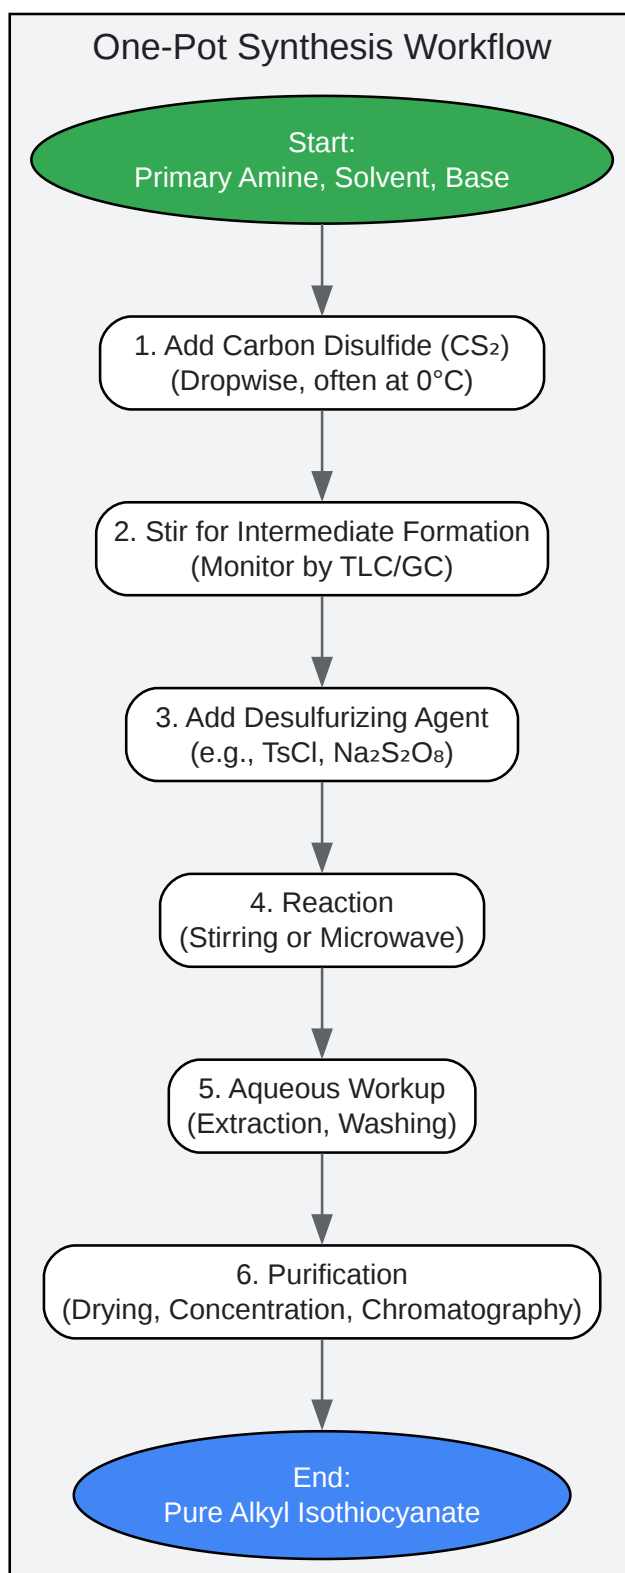 One-Pot Synthesis Workflow
Start:
Primary Amine, Solvent, Base
1. Add Carbon Disulfide (CS₂)
(Dropwise, often at 0°C)
2. Stir for Intermediate Formation
(Monitor by TLC/GC)
3. Add Desulfurizing Agent
(e.g., TsCl, Na₂S₂O₈)
4. Reaction
(Stirring or Microwave)
5. Aqueous Workup
(Extraction, Washing)
6. Purification
(Drying, Concentration, Chromatography)
End:
Pure Alkyl Isothiocyanate